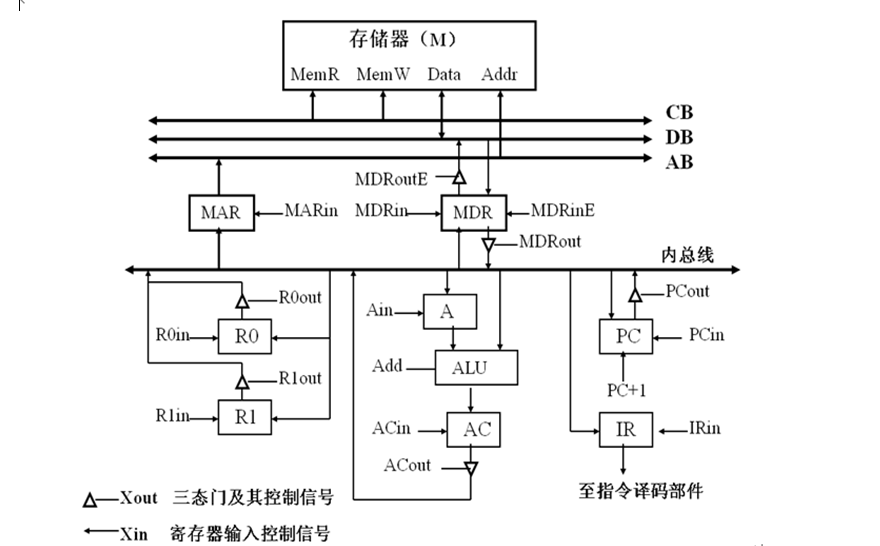 存储器（M）
MemR MemW Data Addr
CB
DB
AB
MDRoutE
MAR
MARin
MDRin
MDR
MDRinE
MDRout
内总线
R0out
R0in
R0
R1out
R1in
R1
Ain
A
Add
ALU
ACin
AC
ACout
PCout
PC
PCin
PC+1
IR
IRin
至指令译码部件
Xout 三态门及其控制信号
Xin 寄存器输入控制信号